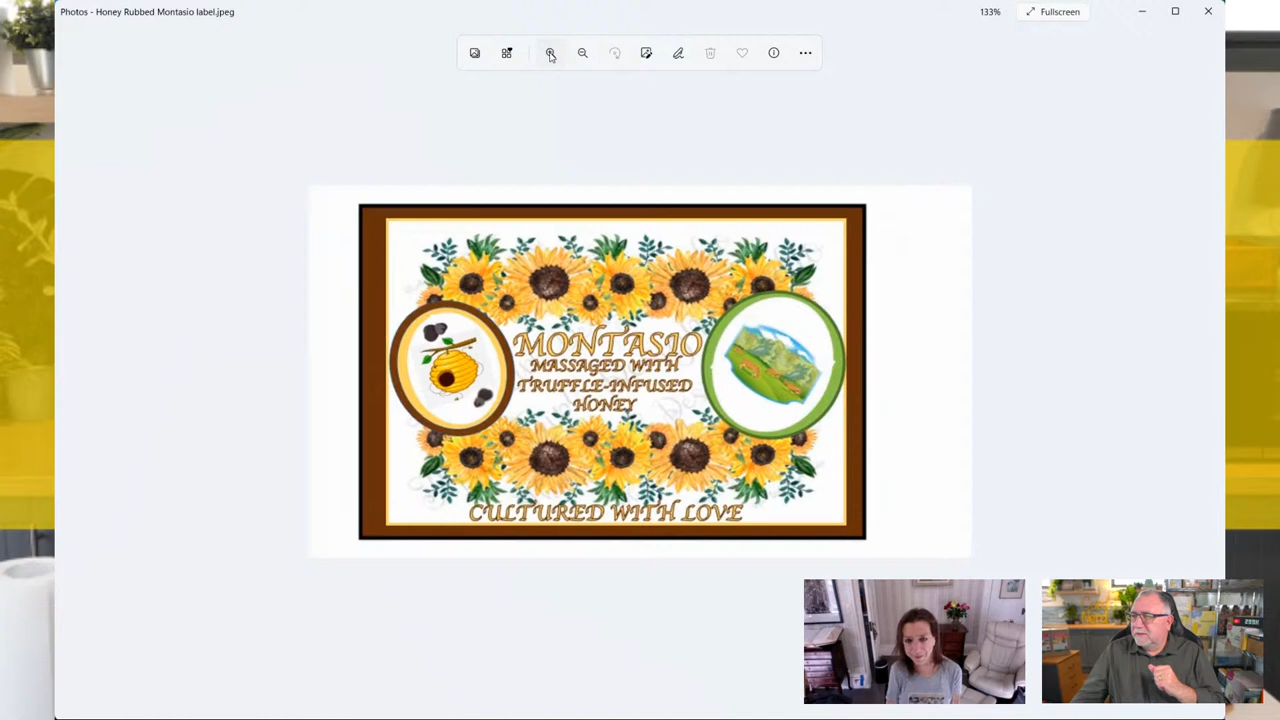 Photos - Honey Rubbed Montasio label.jpeg
133%
Fullscreen
MONTASIO
MASSAGED WITH
TRUFFLE-INFUSED
HONEY
CULTURED WITH LOVE